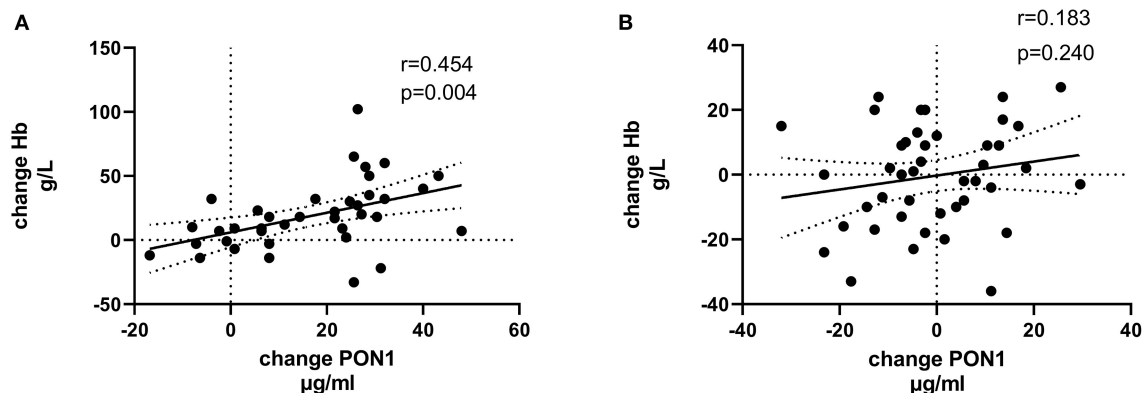 A
r=0.454
p=0.004
150
100
50
0
-50
change Hb
g/L
-20 0 20 40 60
change PON1
µg/ml
B
r=0.183
p=0.240
40
20
0
-20
-40
change Hb
g/L
-40 -20 0 20 40
change PON1
µg/ml